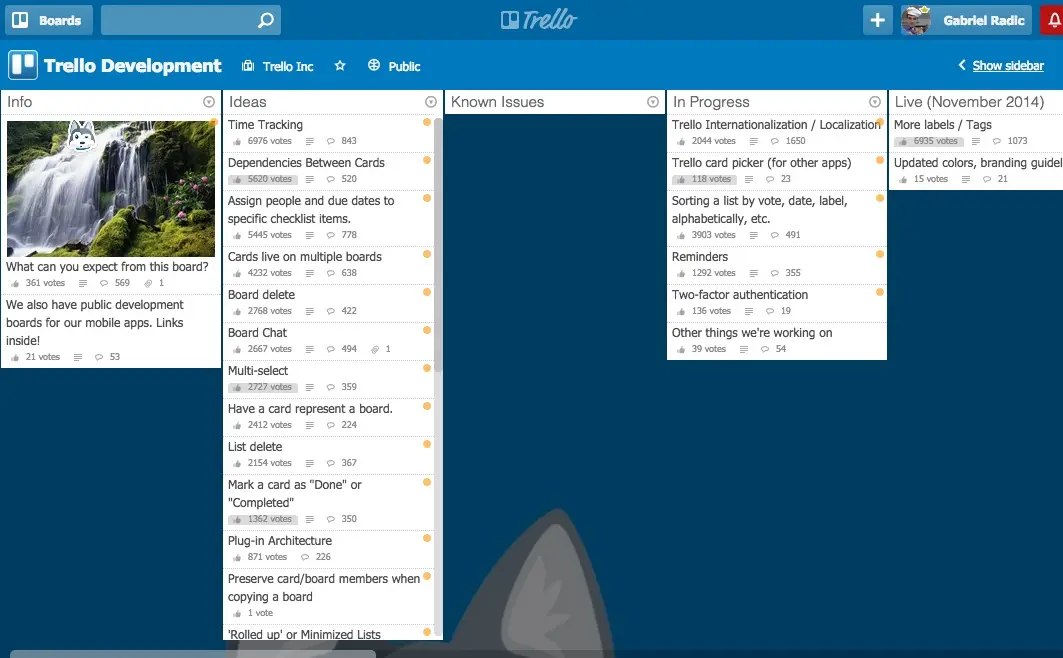 Boards
Trello
Gabriel Radic
Trello Development
Trello Inc
Public
Show sidebar
Info
What can you expect from this board?
361 votes 569 1
We also have public development
boards for our mobile apps. Links
inside!
21 votes 53
Ideas
Time Tracking
6976 votes 843
Dependencies Between Cards
5620 votes 520
Assign people and due dates to
specific checklist items.
5445 votes 778
Cards live on multiple boards
4232 votes 638
Board delete
2768 votes 422
Board Chat
2667 votes 494 1
Multi-select
2727 votes 359
Have a card represent a board.
2412 votes 224
List delete
2154 votes 367
Mark a card as "Done" or
"Completed"
1362 votes 350
Plug-in Architecture
871 votes 226
Preserve card/board members when
copying a board
1 vote
'Rolled up' or Minimized Lists
Known Issues
In Progress
Trello Internationalization / Localization
2044 votes 1650
Trello card picker (for other apps)
118 votes 23
Sorting a list by vote, date, label,
alphabetically, etc.
3903 votes 491
Reminders
1292 votes 355
Two-factor authentication
136 votes 19
Other things we're working on
39 votes 54
Live (November 2014)
More labels / Tags
6935 votes 1073
Updated colors, branding guidel
15 votes 21